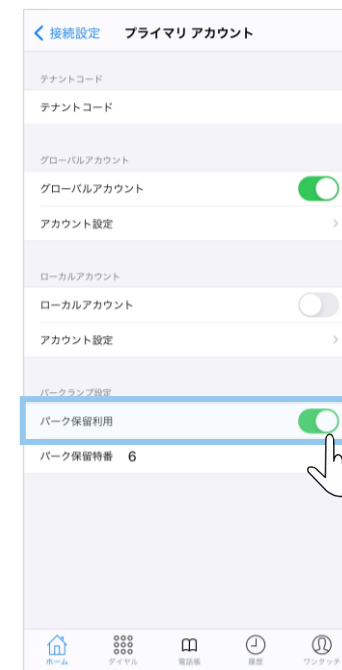 接続設定 プライマリ アカウント
テナントコード
テナントコード
グローバルアカウント
グローバルアカウント
アカウント設定
ローカルアカウント
ローカルアカウント
アカウント設定
パークランプ設定
パーク保留利用
パーク保留特番 6
ホーム ダイヤル 電話帳 履歴 ワンタッチ